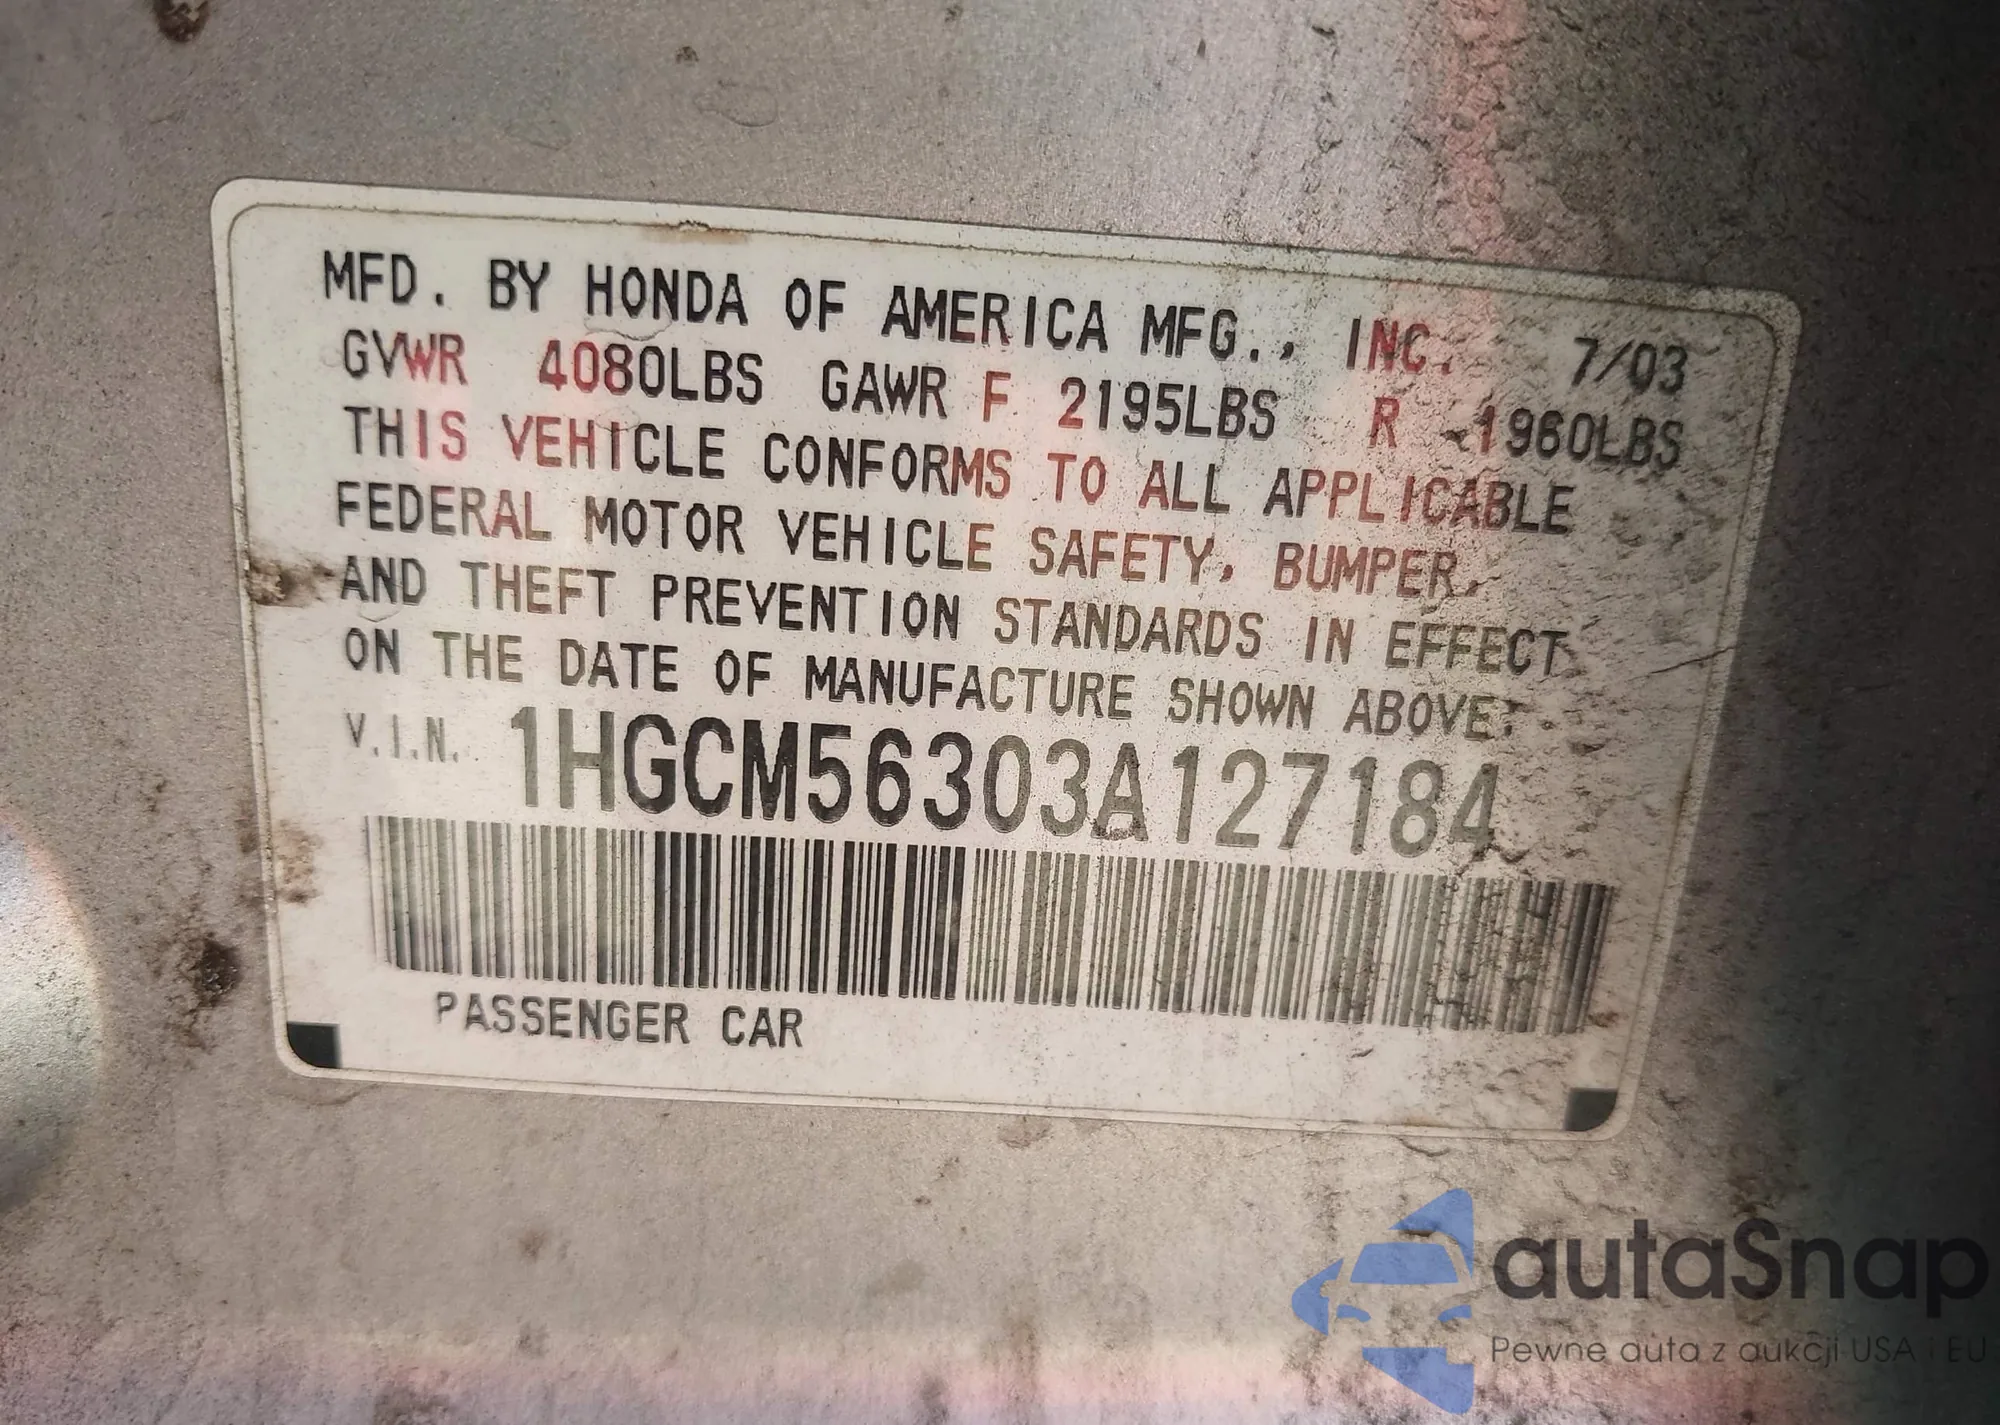 MFD. BY HONDA OF AMERICA MFG., INC. 7/03
GVWR 4080LBS GAWR F 2195LBS R 1960LBS
THIS VEHICLE CONFORMS TO ALL APPLICABLE
FEDERAL MOTOR VEHICLE SAFETY, BUMPER,
AND THEFT PREVENTION STANDARDS IN EFFECT
ON THE DATE OF MANUFACTURE SHOWN ABOVE.
V.I.N. 1HGCM56303A127184
PASSENGER CAR
autaSnap
Pewne auta z aukcji USA i EU